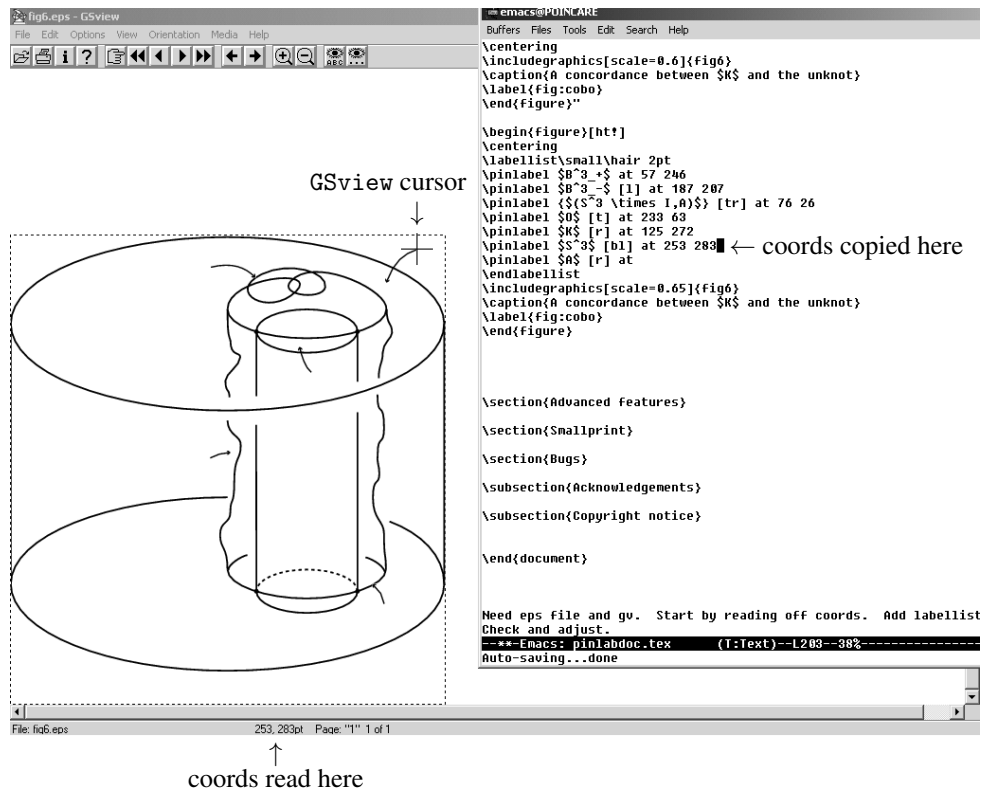 fig6.eps - GSview
File Edit Options View Orientation Media Help
GSview cursor
File: fig6.eps 253, 283pt Page: "1" 1 of 1
coords read here
emacs@POINCARE
Buffers Files Tools Edit Search Help
\centering
\includegraphics[scale=0.6]{fig6}
\caption{A concordance between $K$ and the unknot}
\label{fig:cobo}
\end{figure}"
\begin{figure}[ht!]
\centering
\labellist\small\hair 2pt
\pinlabel $B^3_+$ at 57 246
\pinlabel $B^3_-$ [l] at 187 207
\pinlabel {$(S^3 \times I,A)$} [tr] at 76 26
\pinlabel $O$ [t] at 233 63
\pinlabel $K$ [r] at 125 272
\pinlabel $S^3$ [bl] at 253 283 ← coords copied here
\pinlabel $A$ [r] at
\endlabellist
\includegraphics[scale=0.65]{fig6}
\caption{A concordance between $K$ and the unknot}
\label{fig:cobo}
\end{figure}
\section{Advanced features}
\section{Smallprint}
\section{Bugs}
\subsection{Acknowledgements}
\subsection{Copyright notice}
\end{document}
Need eps file and gv. Start by reading off coords. Add labellist
Check and adjust.
--**-Emacs: pinlabdoc.tex (T:Text)--L203--38%--------------
Auto-saving...done